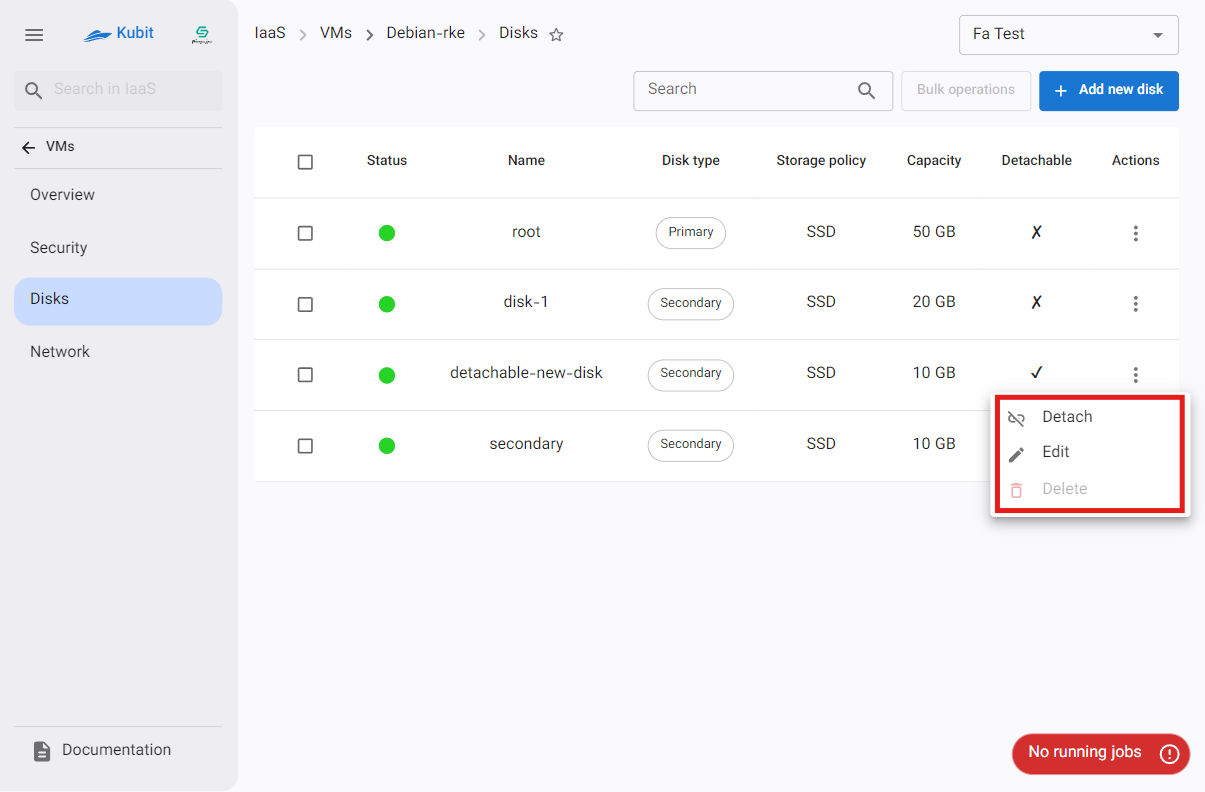 Kubit
IaaS > VMs > Debian-rke > Disks
Fa Test
Search in IaaS
Search
Bulk operations
+ Add new disk
VMs
Overview
Security
Disks
Network
Status Name Disk type Storage policy Capacity Detachable Actions
root Primary SSD 50 GB ✗
disk-1 Secondary SSD 20 GB ✗
detachable-new-disk Secondary SSD 10 GB ✓
secondary Secondary SSD 10 GB
Detach
Edit
Delete
Documentation
No running jobs